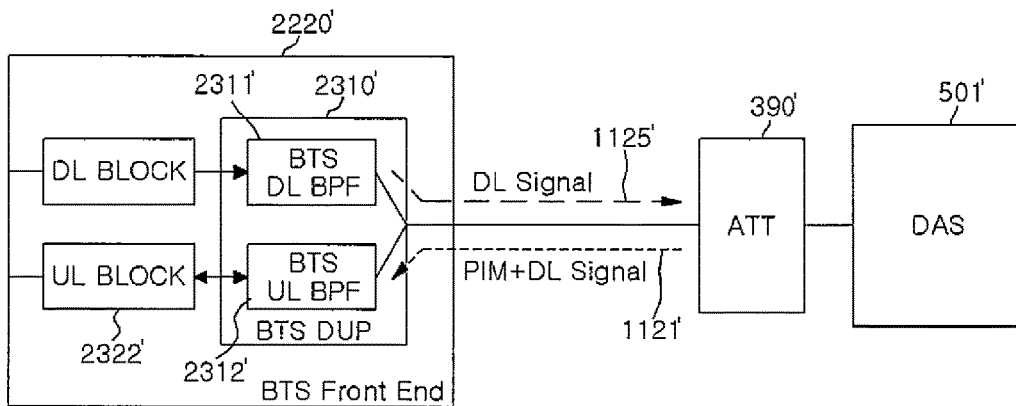 2220'
2311'
2310'
DL BLOCK
BTS
DL BPF
1125'
DL Signal
390'
ATT
501'
DAS
UL BLOCK
BTS
UL BPF
BTS DUP
PIM+DL Signal
1121'
2322'
2312'
BTS Front End